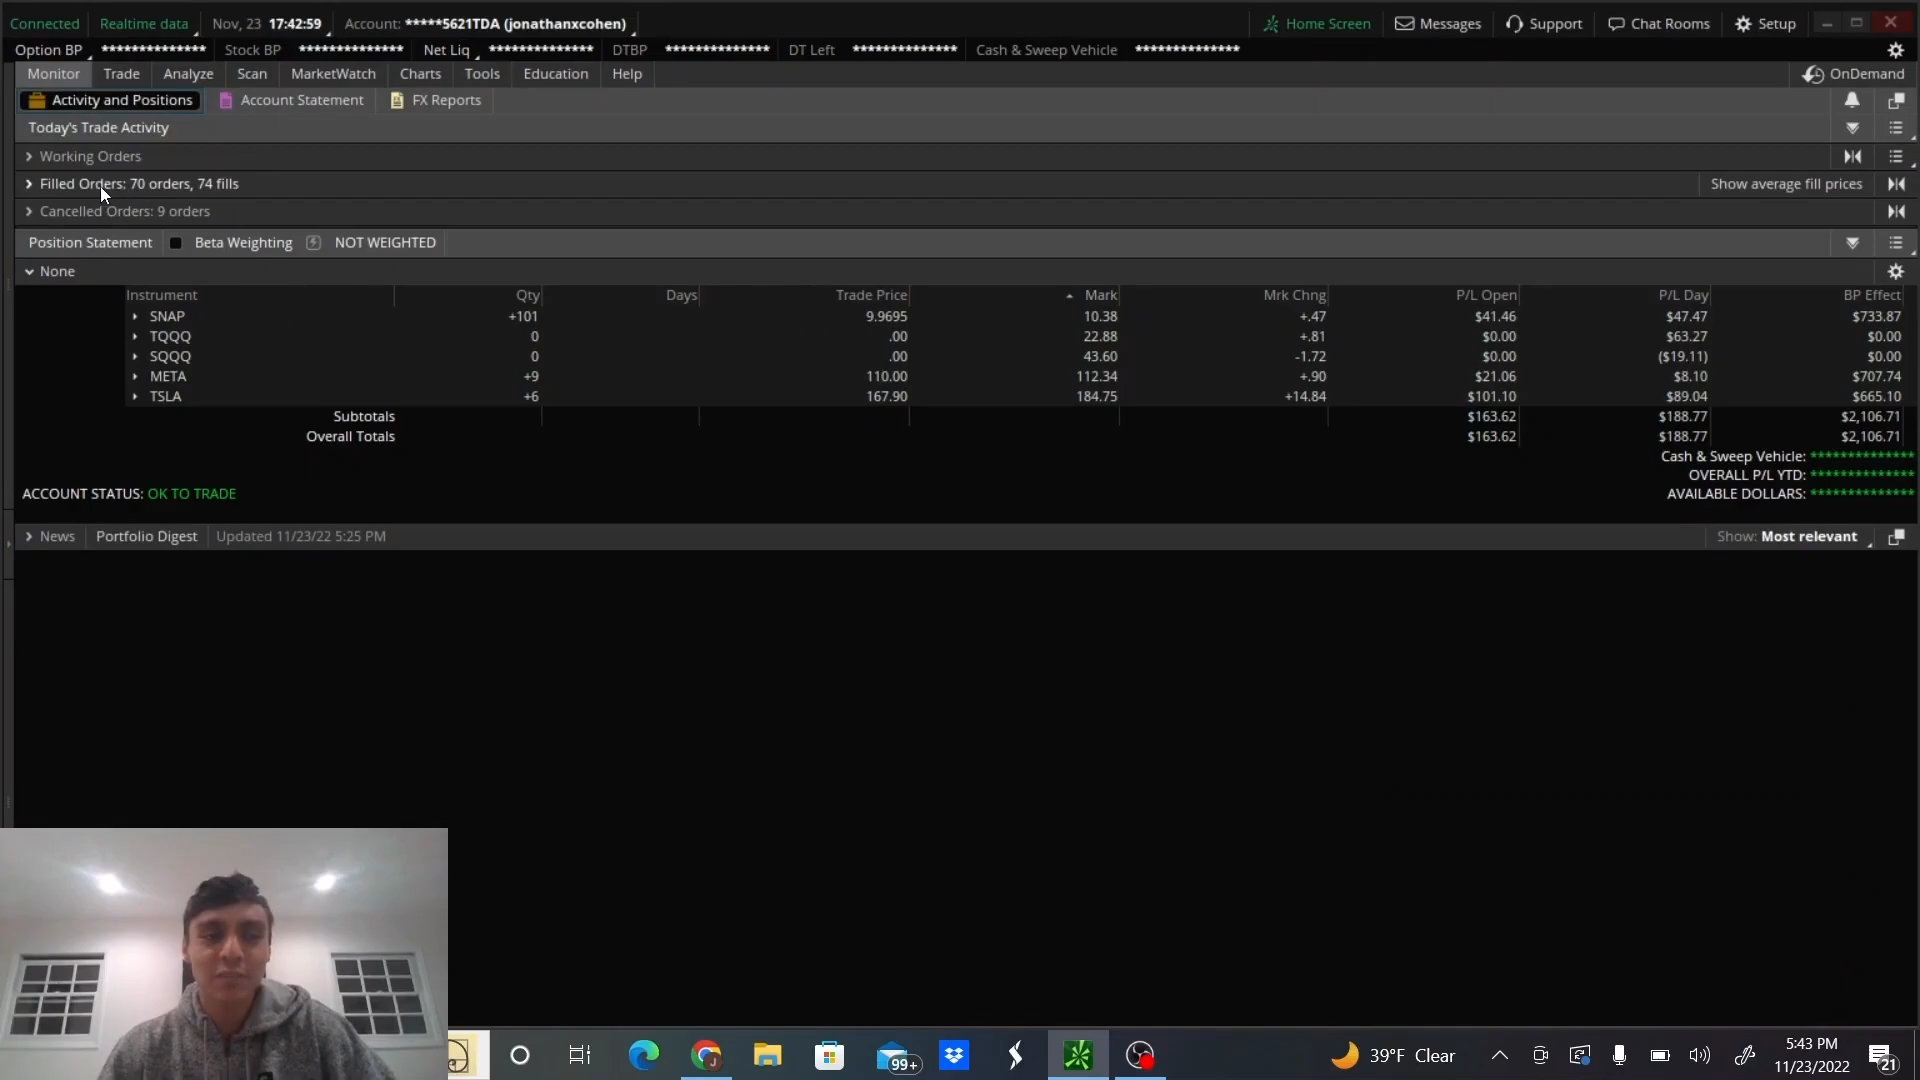 Connected Realtime data Nov, 23 17:42:59 Account: *****5621TDA (jonathanxcohen) Home Screen Messages Support Chat Rooms Setup
Option BP ************** Stock BP ************** Net Liq ************** DTBP ************** DT Left ************** Cash & Sweep Vehicle **************
Monitor Trade Analyze Scan MarketWatch Charts Tools Education Help OnDemand
Activity and Positions Account Statement FX Reports
Today's Trade Activity
Working Orders
Filled Orders: 70 orders, 74 fills Show average fill prices
Cancelled Orders: 9 orders
Position Statement Beta Weighting NOT WEIGHTED
None
Instrument Qty Days Trade Price Mark Mrk Chng P/L Open P/L Day BP Effect
SNAP +101 9.9695 10.38 +.47 $41.46 $47.47 $733.87
TQQQ 0 .00 22.88 +.81 $0.00 $63.27 $0.00
SQQQ 0 .00 43.60 -1.72 $0.00 ($19.11) $0.00
META +9 110.00 112.34 +.90 $21.06 $8.10 $707.74
TSLA +6 167.90 184.75 +14.84 $101.10 $89.04 $665.10
Subtotals $163.62 $188.77 $2,106.71
Overall Totals $163.62 $188.77 $2,106.71
Cash & Sweep Vehicle: **************
OVERALL P/L YTD: **************
ACCOUNT STATUS: OK TO TRADE AVAILABLE DOLLARS: **************
News Portfolio Digest Updated 11/23/22 5:25 PM Show: Most relevant
99+ 39°F Clear 5:43 PM
11/23/2022 21